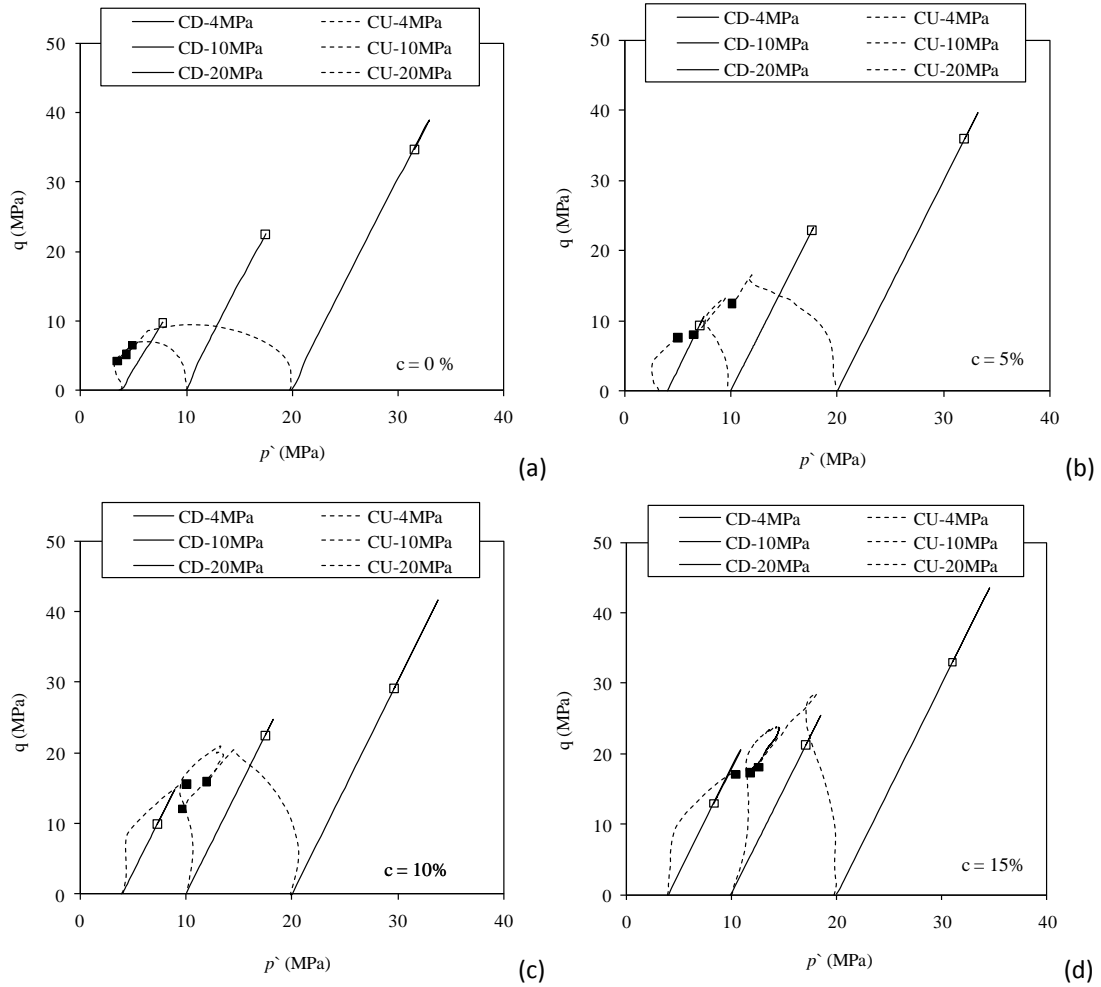 CD-4MPa CU-4MPa
CD-10MPa CU-10MPa
CD-20MPa CU-20MPa
50
40
30
20
10
0
q (MPa)
c = 0 %
0 10 20 30 40
p` (MPa)
(a)
CD-4MPa CU-4MPa
CD-10MPa CU-10MPa
CD-20MPa CU-20MPa
50
40
30
20
10
0
q (MPa)
c = 5%
0 10 20 30 40
p` (MPa)
(b)
CD-4MPa CU-4MPa
CD-10MPa CU-10MPa
CD-20MPa CU-20MPa
50
40
30
20
10
0
q (MPa)
c = 10%
0 10 20 30 40
p` (MPa)
(c)
CD-4MPa CU-4MPa
CD-10MPa CU-10MPa
CD-20MPa CU-20MPa
50
40
30
20
10
0
q (MPa)
c = 15%
0 10 20 30 40
p` (MPa)
(d)